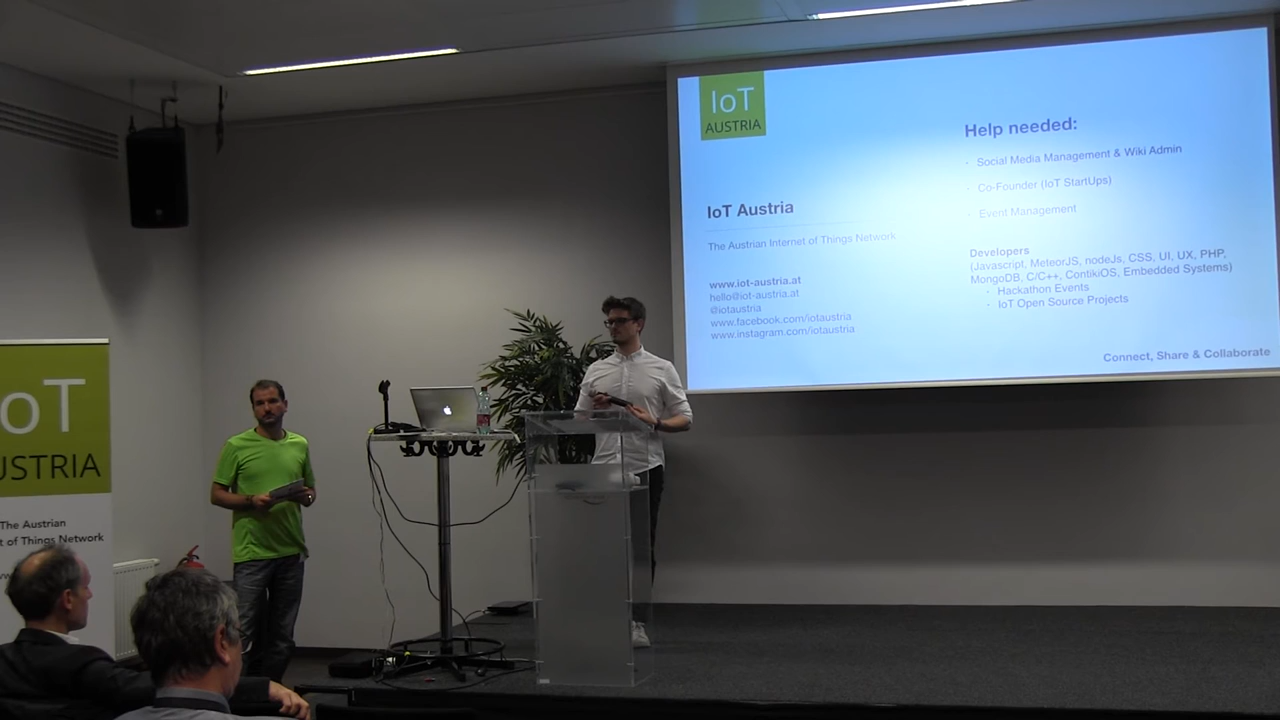 IoT
AUSTRIA
IoT Austria
The Austrian Internet of Things Network
www.iot-austria.at
hello@iot-austria.at
@iotaustria
www.facebook.com/iotaustria
www.instagram.com/iotaustria
Help needed:
- Social Media Management & Wiki Admin
- Co-Founder (IoT StartUps)
- Event Management
Developers
(Javascript, MeteorJS, nodeJs, CSS, UI, UX, PHP,
MongoDB, C/C++, ContikiOS, Embedded Systems)
- Hackathon Events
- IoT Open Source Projects
Connect, Share & Collaborate
oT
USTRIA
The Austrian
t of Things Network